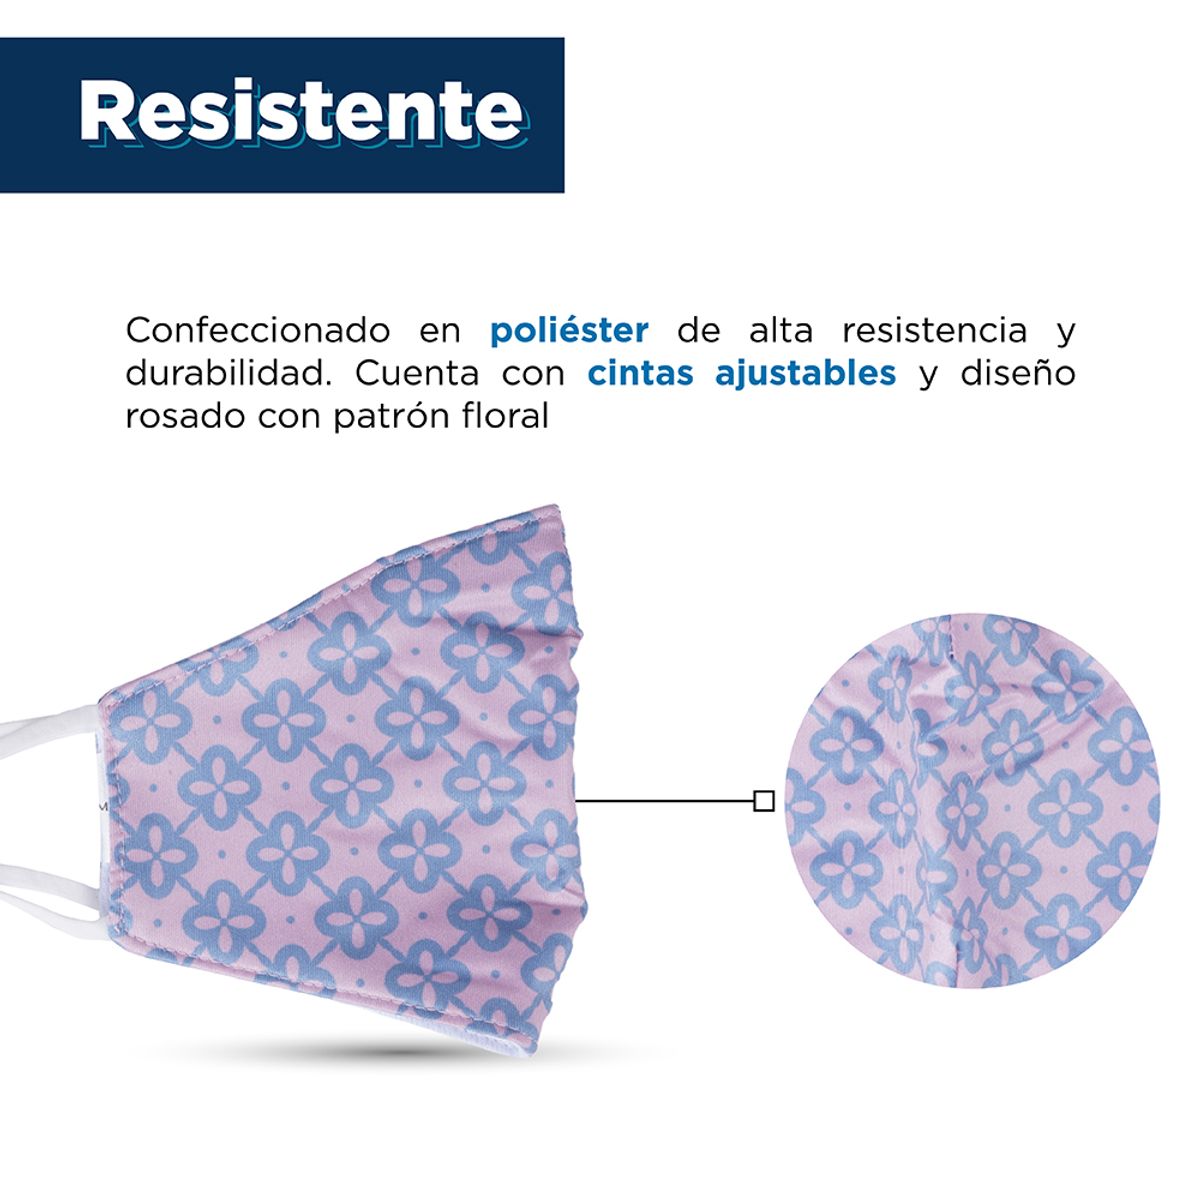 Resistente
Confeccionado en poliéster de alta resistencia y
durabilidad. Cuenta con cintas ajustables y diseño
rosado con patrón floral
M